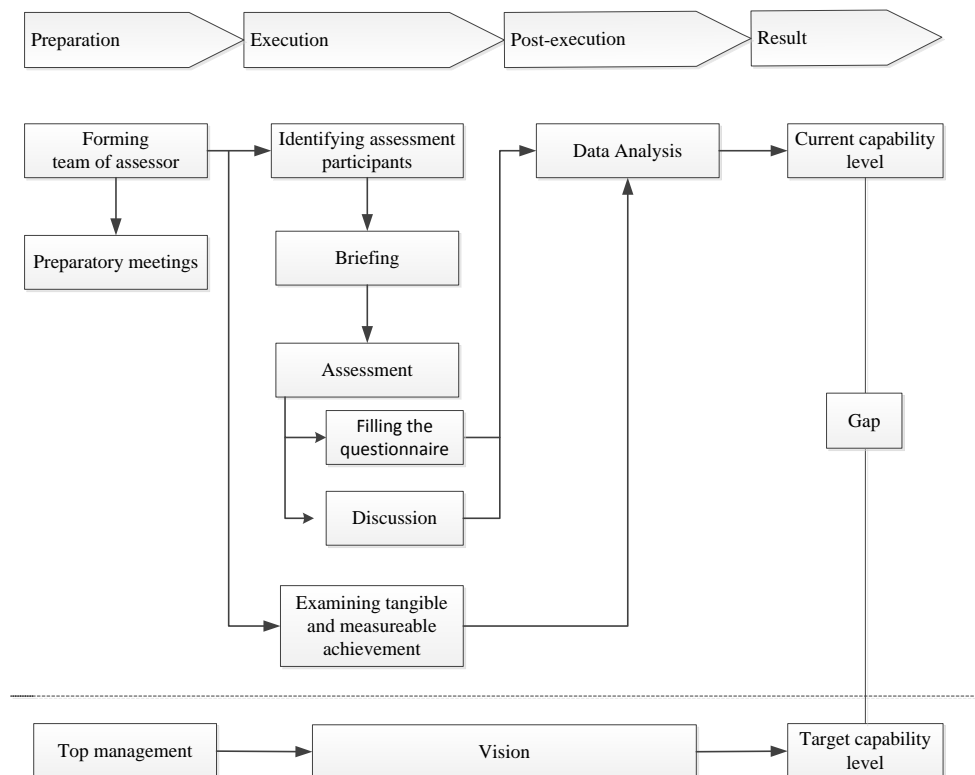 Preparation
Execution
Post-execution
Result
Forming
team of assessor
Identifying assessment
participants
Data Analysis
Current capability
level
Preparatory meetings
Briefing
Assessment
Filling the
questionnaire
Gap
Discussion
Examining tangible
and measureable
achievement
Top management
Vision
Target capability
level